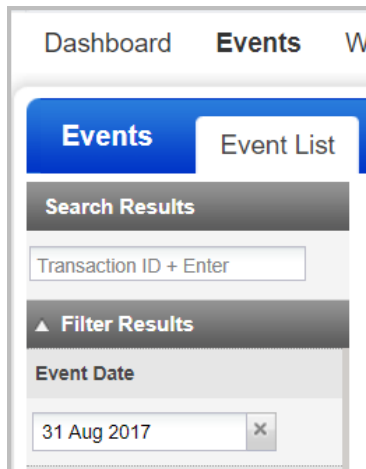 Dashboard Events W
Events Event List
Search Results
Transaction ID + Enter
▲ Filter Results
Event Date
31 Aug 2017 ×